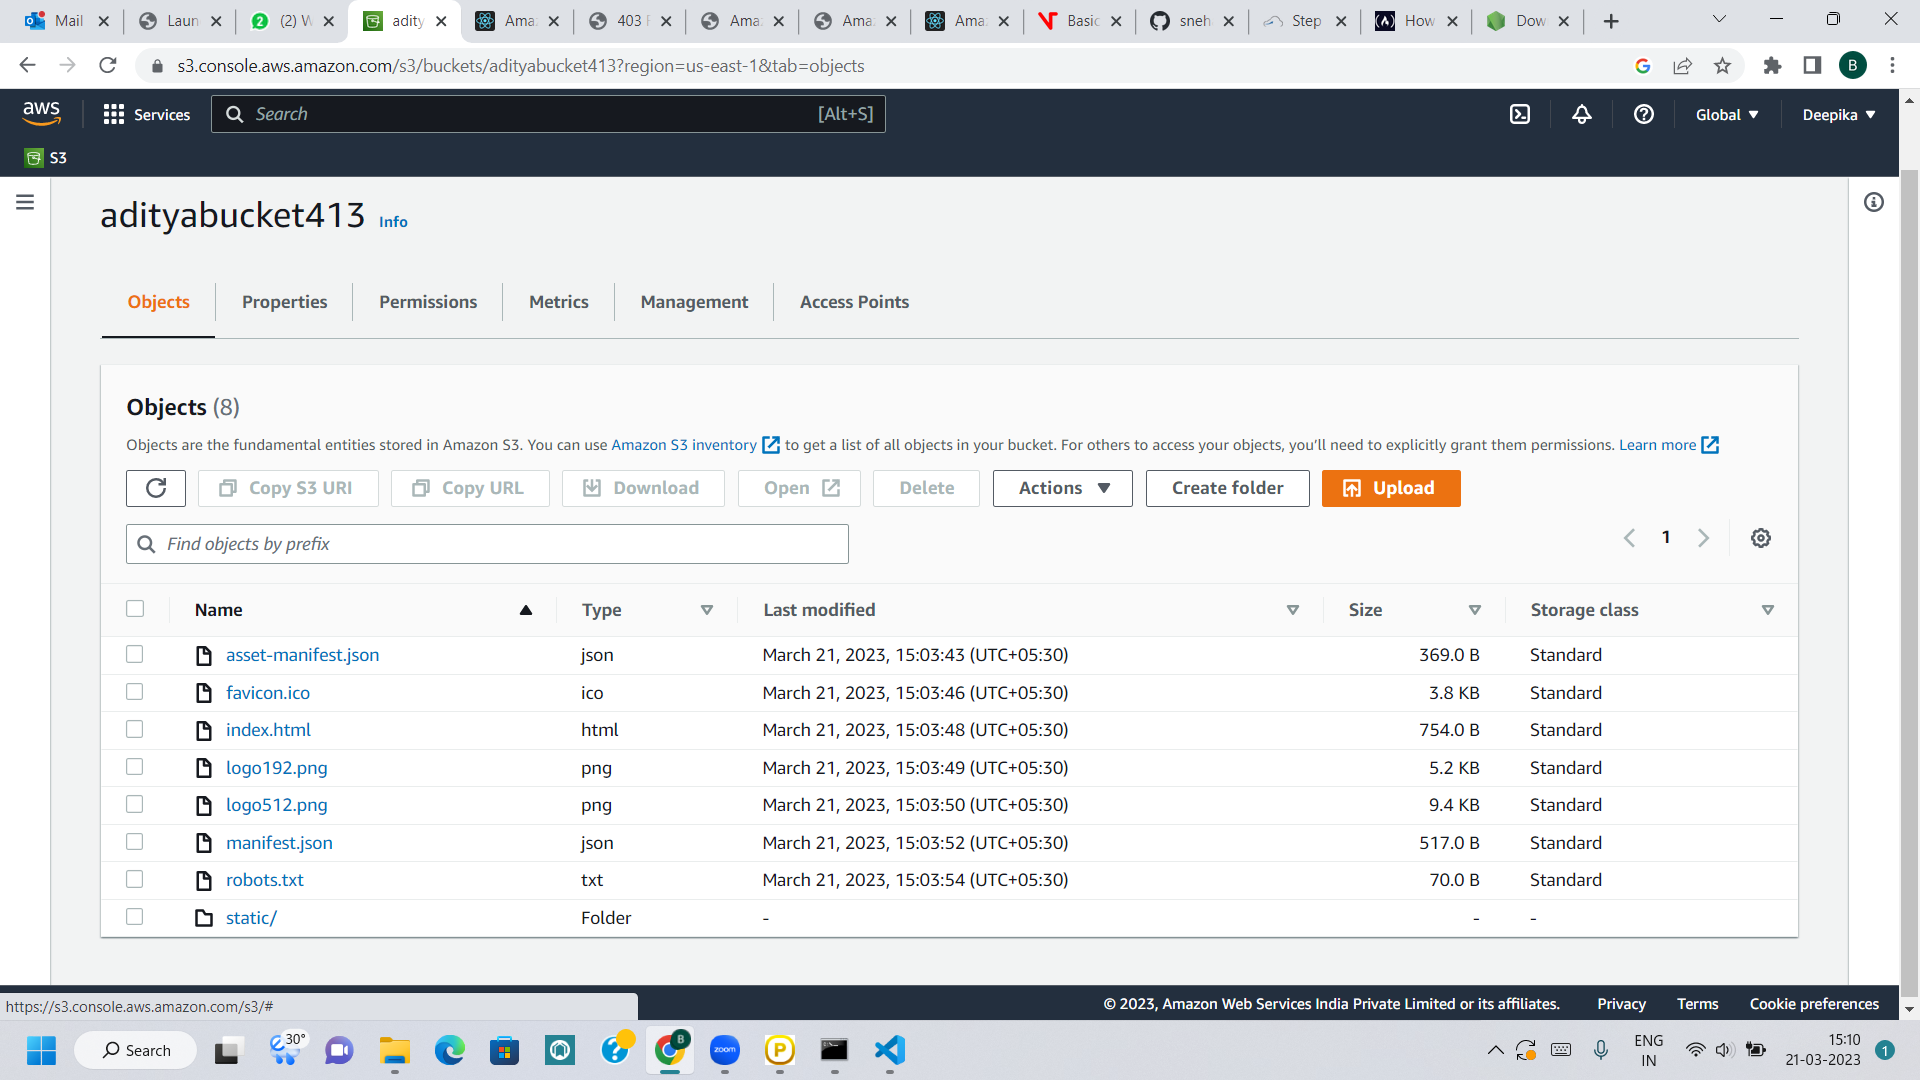 Mail
Laun
(2) W
adity
Ama
403 F
Ama
Ama
Ama
Basic
sneh
Step
How
Dow
s3.console.aws.amazon.com/s3/buckets/adityabucket413?region=us-east-1&tab=objects
B
aws
Services
Search
[Alt+S]
Global
Deepika
S3
adityabucket413 Info
Objects
Properties
Permissions
Metrics
Management
Access Points
Objects (8)
Objects are the fundamental entities stored in Amazon S3. You can use Amazon S3 inventory to get a list of all objects in your bucket. For others to access your objects, you'll need to explicitly grant them permissions. Learn more
Copy S3 URI
Copy URL
Download
Open
Delete
Actions
Create folder
Upload
Find objects by prefix
1
Name Type Last modified Size Storage class
asset-manifest.json json March 21, 2023, 15:03:43 (UTC+05:30) 369.0 B Standard
favicon.ico ico March 21, 2023, 15:03:46 (UTC+05:30) 3.8 KB Standard
index.html html March 21, 2023, 15:03:48 (UTC+05:30) 754.0 B Standard
logo192.png png March 21, 2023, 15:03:49 (UTC+05:30) 5.2 KB Standard
logo512.png png March 21, 2023, 15:03:50 (UTC+05:30) 9.4 KB Standard
manifest.json json March 21, 2023, 15:03:52 (UTC+05:30) 517.0 B Standard
robots.txt txt March 21, 2023, 15:03:54 (UTC+05:30) 70.0 B Standard
static/ Folder - - -
https://s3.console.aws.amazon.com/s3/#
© 2023, Amazon Web Services India Private Limited or its affiliates.
Privacy
Terms
Cookie preferences
Search
30°
B
zoom
P
ENG
IN
15:10
21-03-2023
1